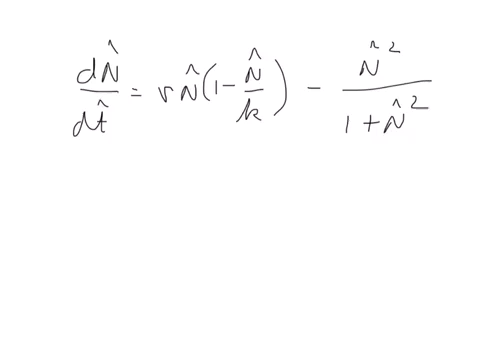 dN̂/dt̂ = rN̂(1 - N̂/k) - N̂²/(1 + N̂²)